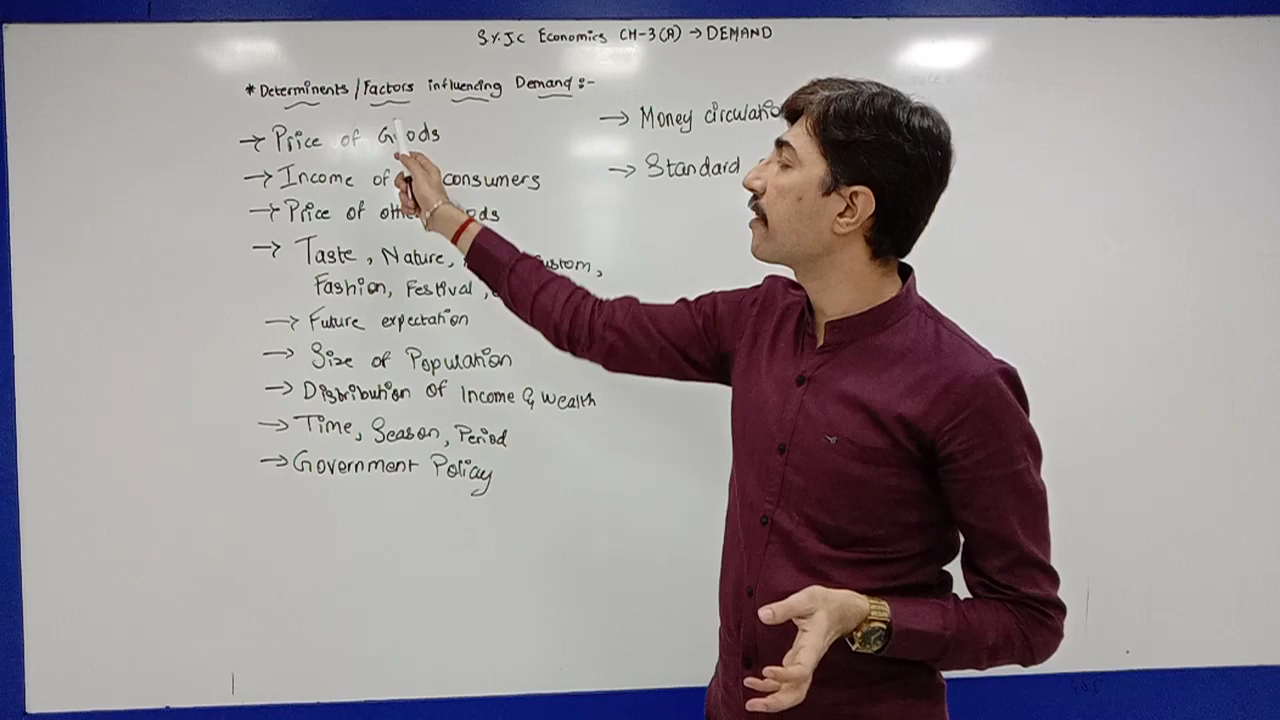 S.Y.Jc Economics CH-3(A) → DEMAND
* Determinents / Factors influencing Demand :-
→ Price of Goods
→ Income of consumers
→ Price of other goods
→ Taste, Nature, Custom,
Fashion, Festival,
→ Future expectation
→ Size of Population
→ Distribution of Income & Wealth
→ Time, Season, Period
→ Government Policy
→ Money circulation
→ Standard